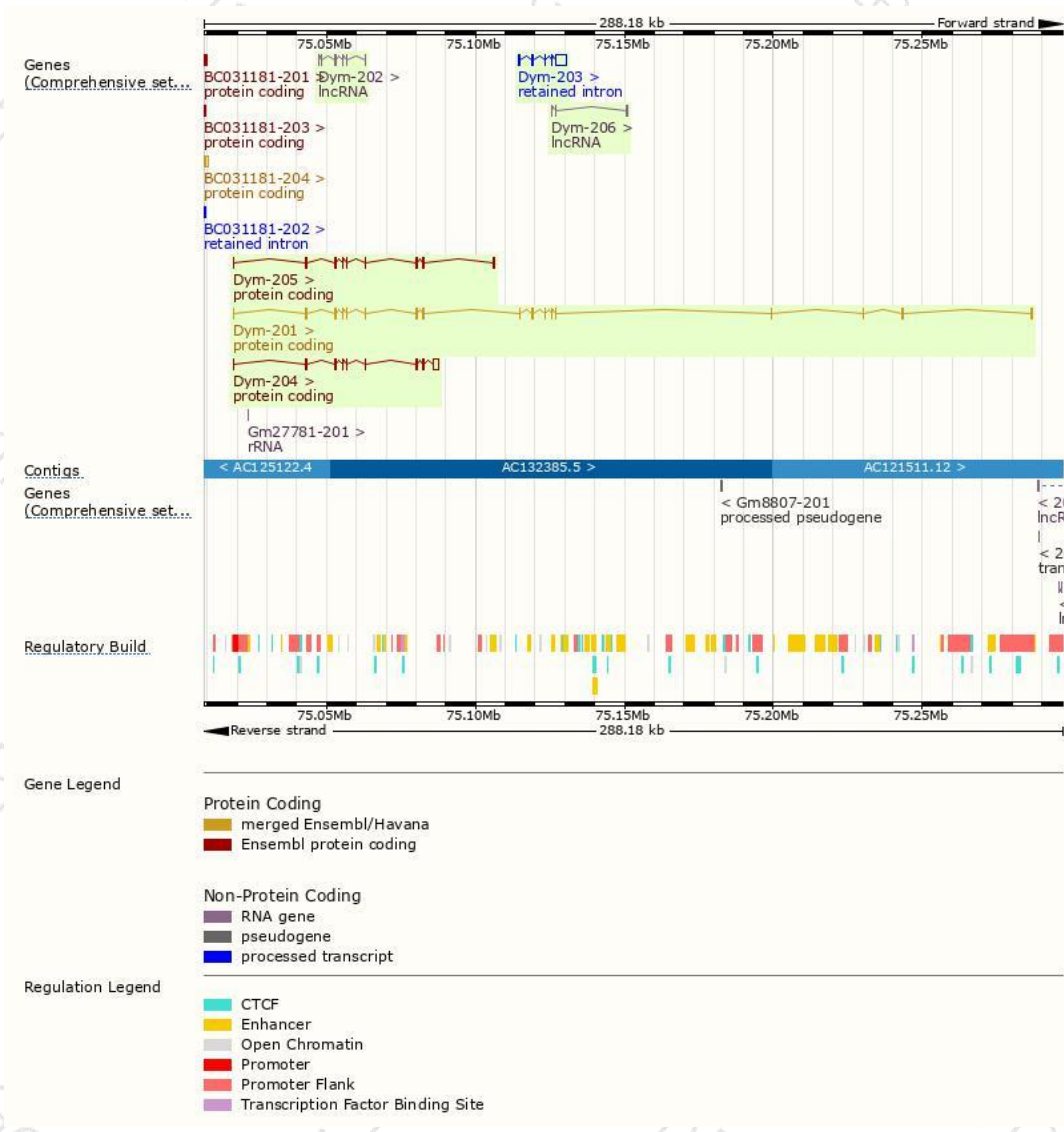 288.18 kb
Forward strand
75.05Mb 75.10Mb 75.15Mb 75.20Mb 75.25Mb
Genes
(Comprehensive set...
BC031181-201 >
protein coding
Dym-202 >
lncRNA
Dym-203 >
retained intron
BC031181-203 >
protein coding
Dym-206 >
lncRNA
BC031181-204 >
protein coding
BC031181-202 >
retained intron
Dym-205 >
protein coding
Dym-201 >
protein coding
Dym-204 >
protein coding
Gm27781-201 >
rRNA
Contigs
< AC125122.4 AC132385.5 > AC121511.12 >
Genes
(Comprehensive set...
< Gm8807-201
processed pseudogene
< 2
lncR
< 2
tran
<
Regulatory Build
75.05Mb 75.10Mb 75.15Mb 75.20Mb 75.25Mb
Reverse strand
288.18 kb
Gene Legend
Protein Coding
merged Ensembl/Havana
Ensembl protein coding
Non-Protein Coding
RNA gene
pseudogene
processed transcript
Regulation Legend
CTCF
Enhancer
Open Chromatin
Promoter
Promoter Flank
Transcription Factor Binding Site